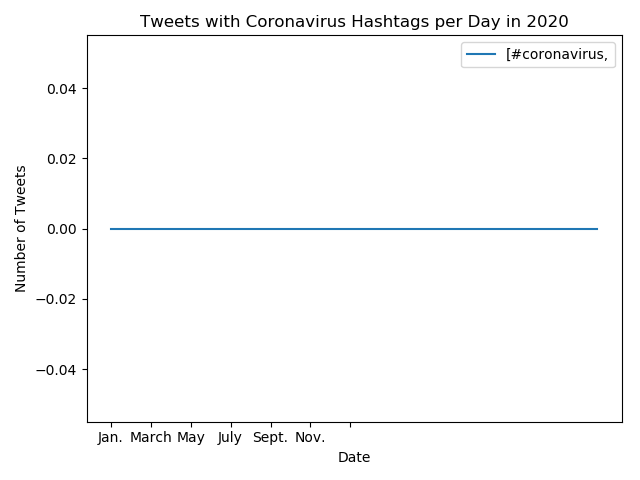 Tweets with Coronavirus Hashtags per Day in 2020
[#coronavirus,
0.04
0.02
0.00
−0.02
−0.04
Number of Tweets
Jan. March May July Sept. Nov.
Date